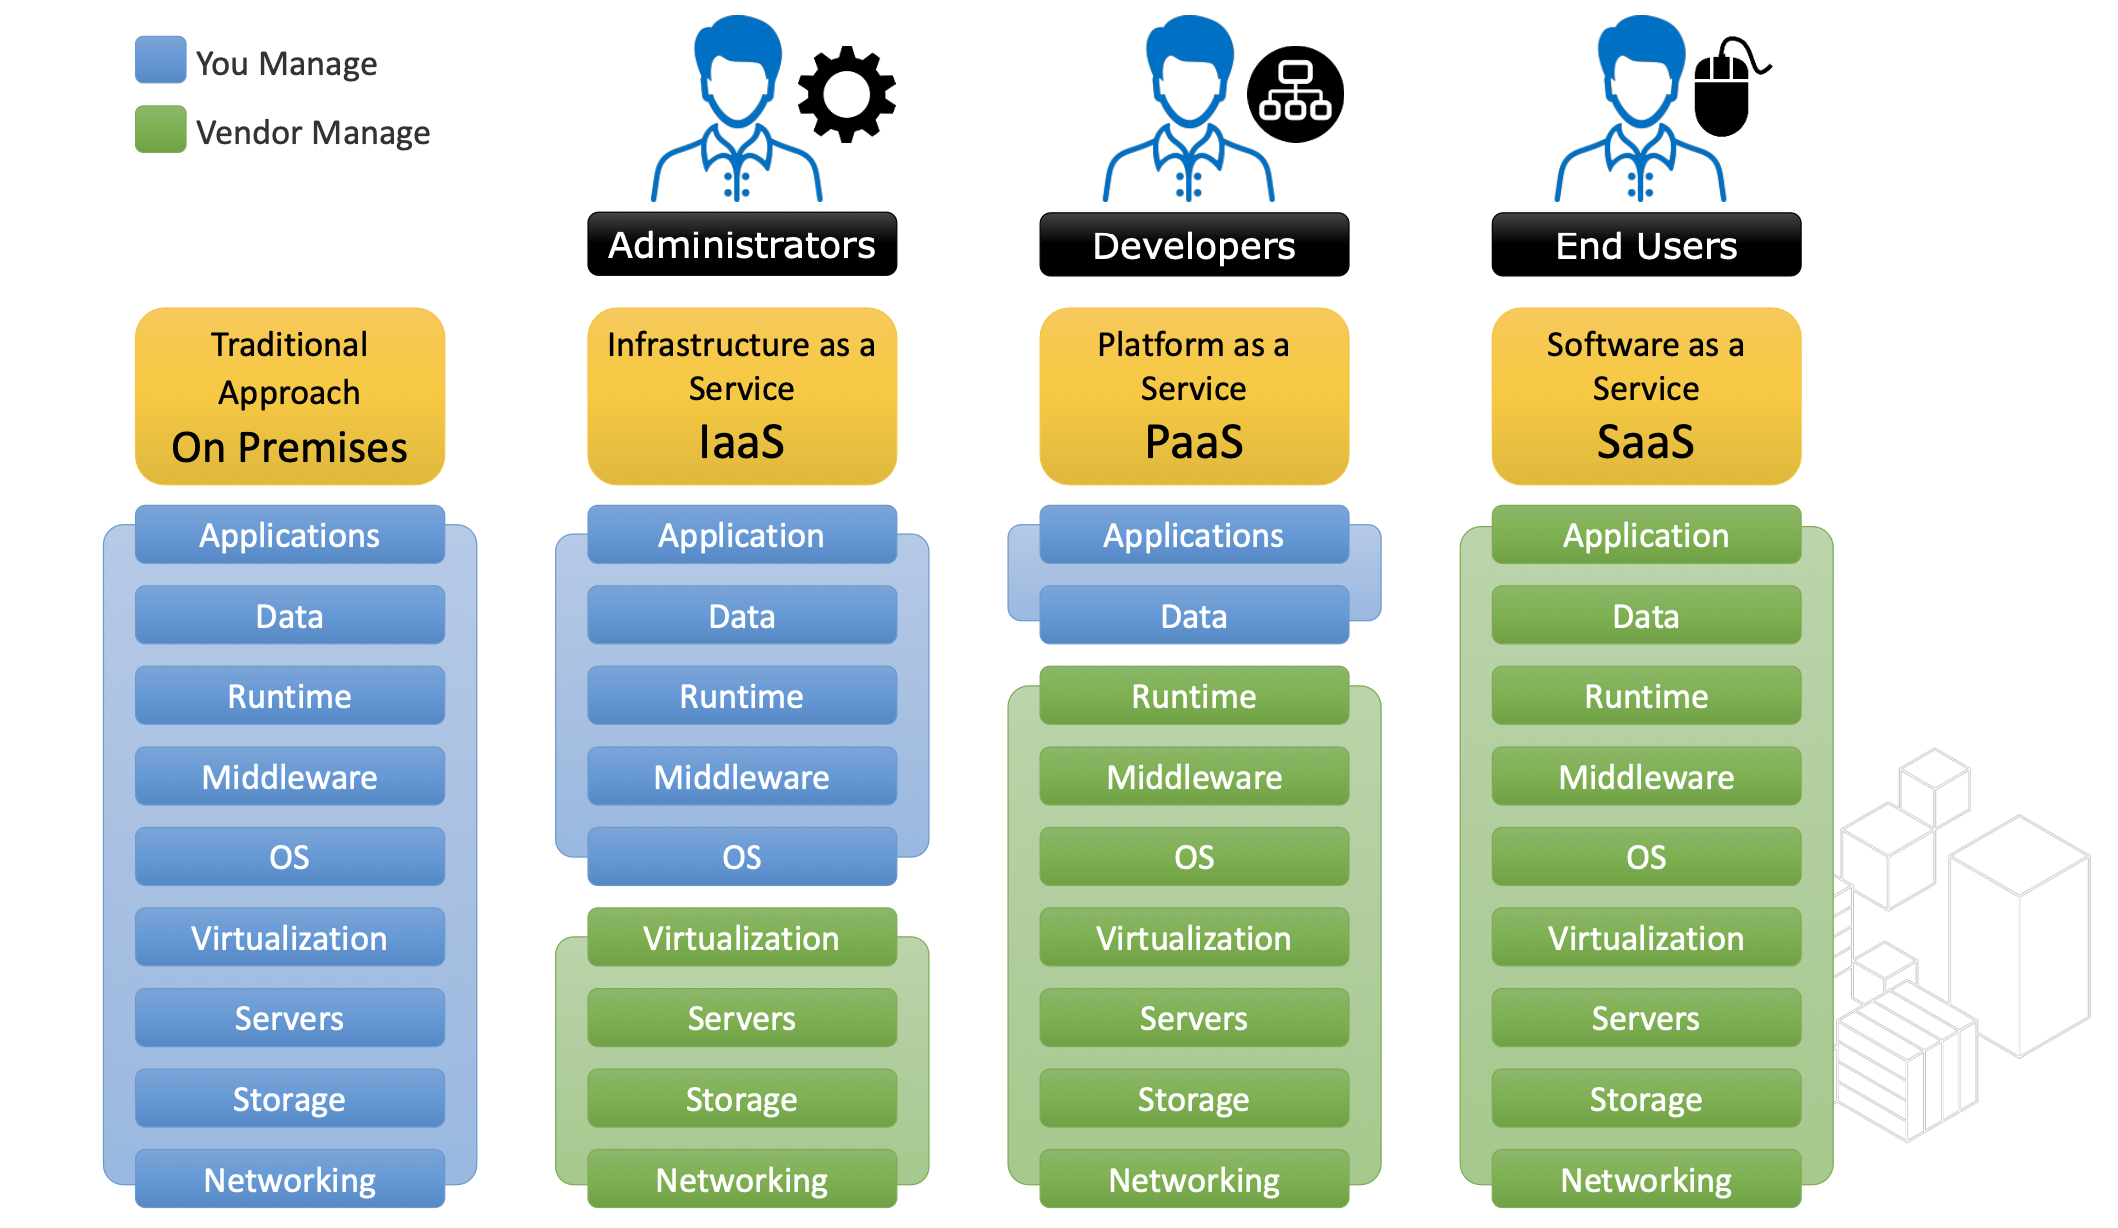 You Manage
Vendor Manage
Administrators
Developers
End Users
Traditional
Approach
On Premises
Infrastructure as a
Service
IaaS
Platform as a
Service
PaaS
Software as a
Service
SaaS
Applications
Data
Runtime
Middleware
OS
Virtualization
Servers
Storage
Networking
Application
Data
Runtime
Middleware
OS
Virtualization
Servers
Storage
Networking
Applications
Data
Runtime
Middleware
OS
Virtualization
Servers
Storage
Networking
Application
Data
Runtime
Middleware
OS
Virtualization
Servers
Storage
Networking